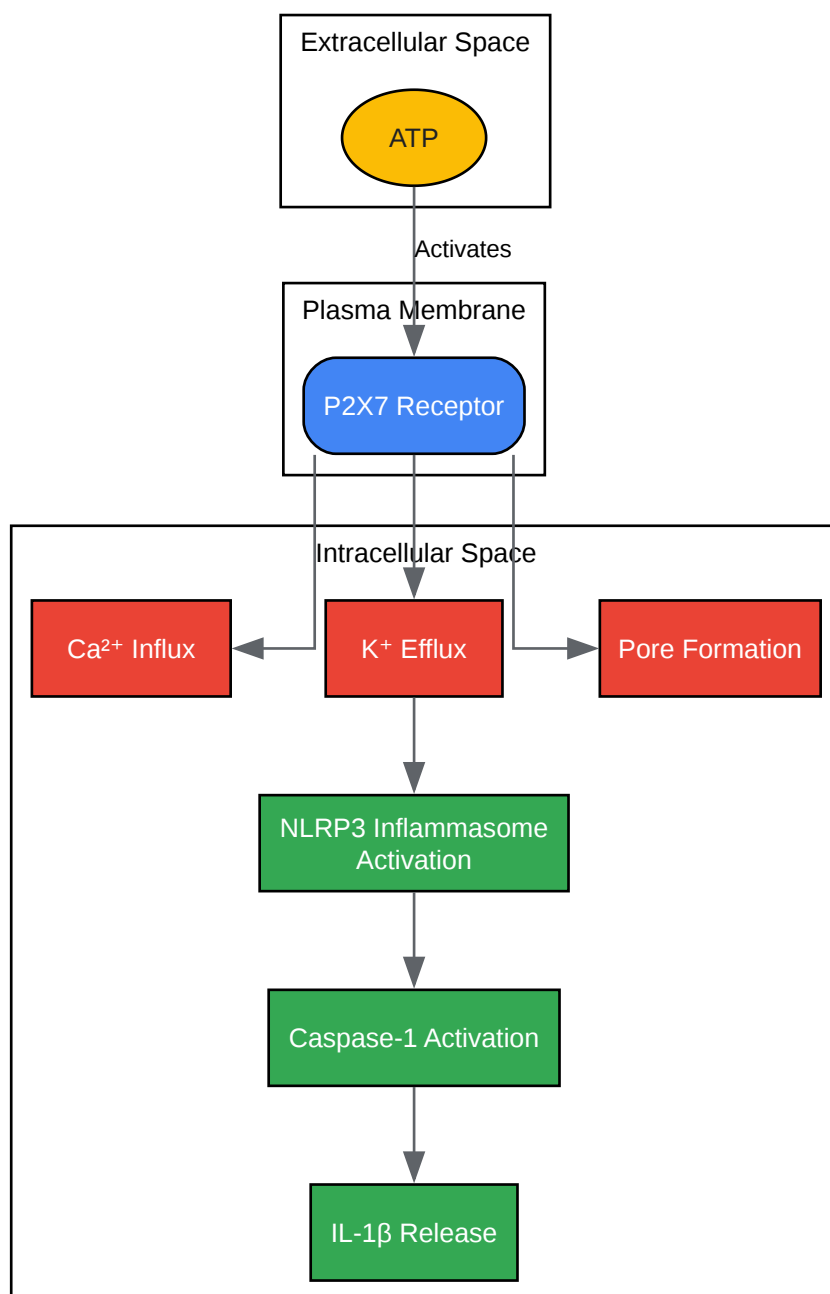 Extracellular Space
ATP
Activates
Plasma Membrane
P2X7 Receptor
Intracellular Space
Ca²⁺ Influx
K⁺ Efflux
Pore Formation
NLRP3 Inflammasome
Activation
Caspase-1 Activation
IL-1β Release